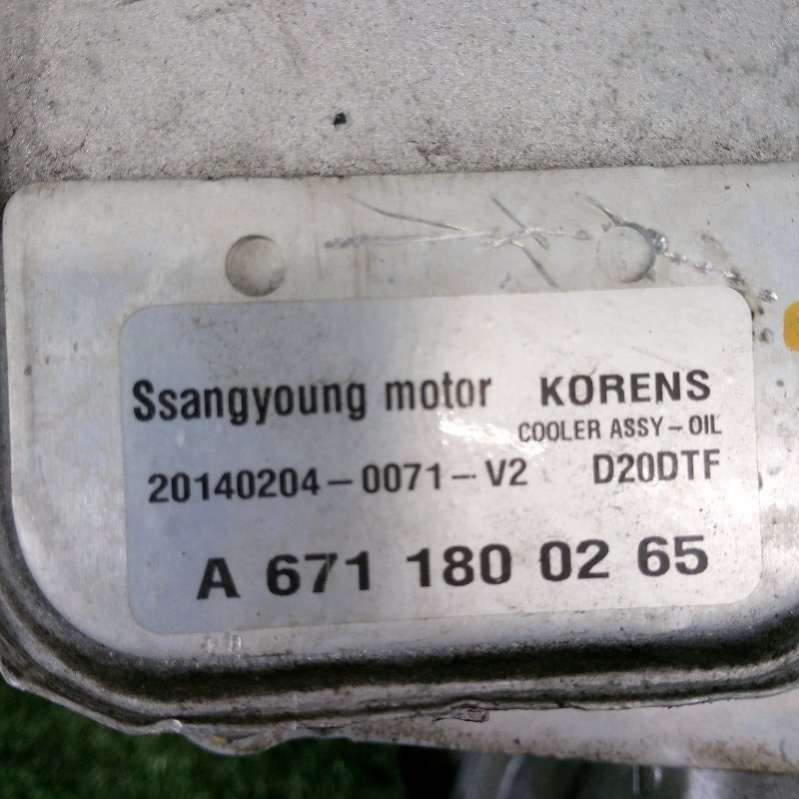 Ssangyoung motor KORENS
COOLER ASSY-OIL
20140204-0071-V2 D20DTF
A 671 180 02 65